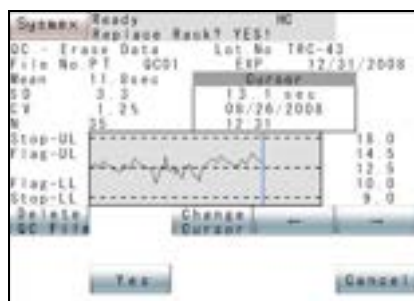 Sysmex Ready HC
Replace Rack? YES!
QC - Erase Data Lot No TRC-43
File No. PT QC01 EXP. 12/31/2008
Mean 11.8sec Cursor
SD 3.3 13.1 sec
CV 1.2% 08/26/2008
N 25 12:31
Stop-UL 18.0
Flag-UL 14.5
12.5
Flag-LL 10.0
Stop-LL 9.0
Delete QC File Change Cursor ← →
Yes Cancel